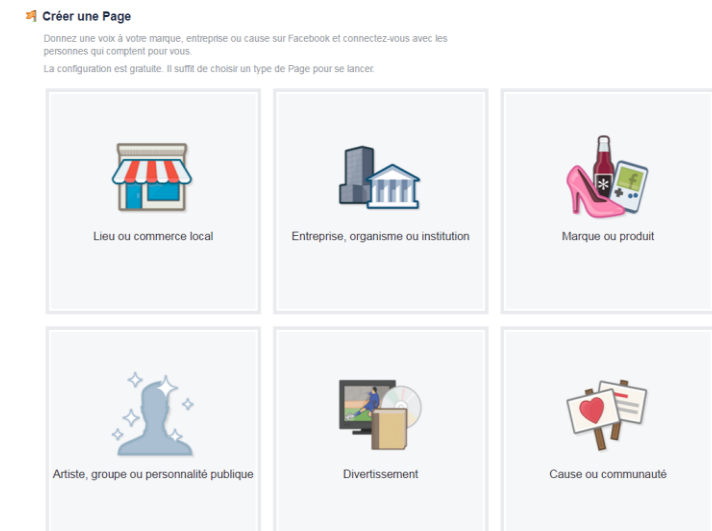 Créer une Page
Donnez une voix à votre marque, entreprise ou cause sur Facebook et connectez-vous avec les
personnes qui comptent pour vous.
La configuration est gratuite. Il suffit de choisir un type de Page pour se lancer.
Lieu ou commerce local
Entreprise, organisme ou institution
Marque ou produit
Artiste, groupe ou personnalité publique
Divertissement
Cause ou communauté